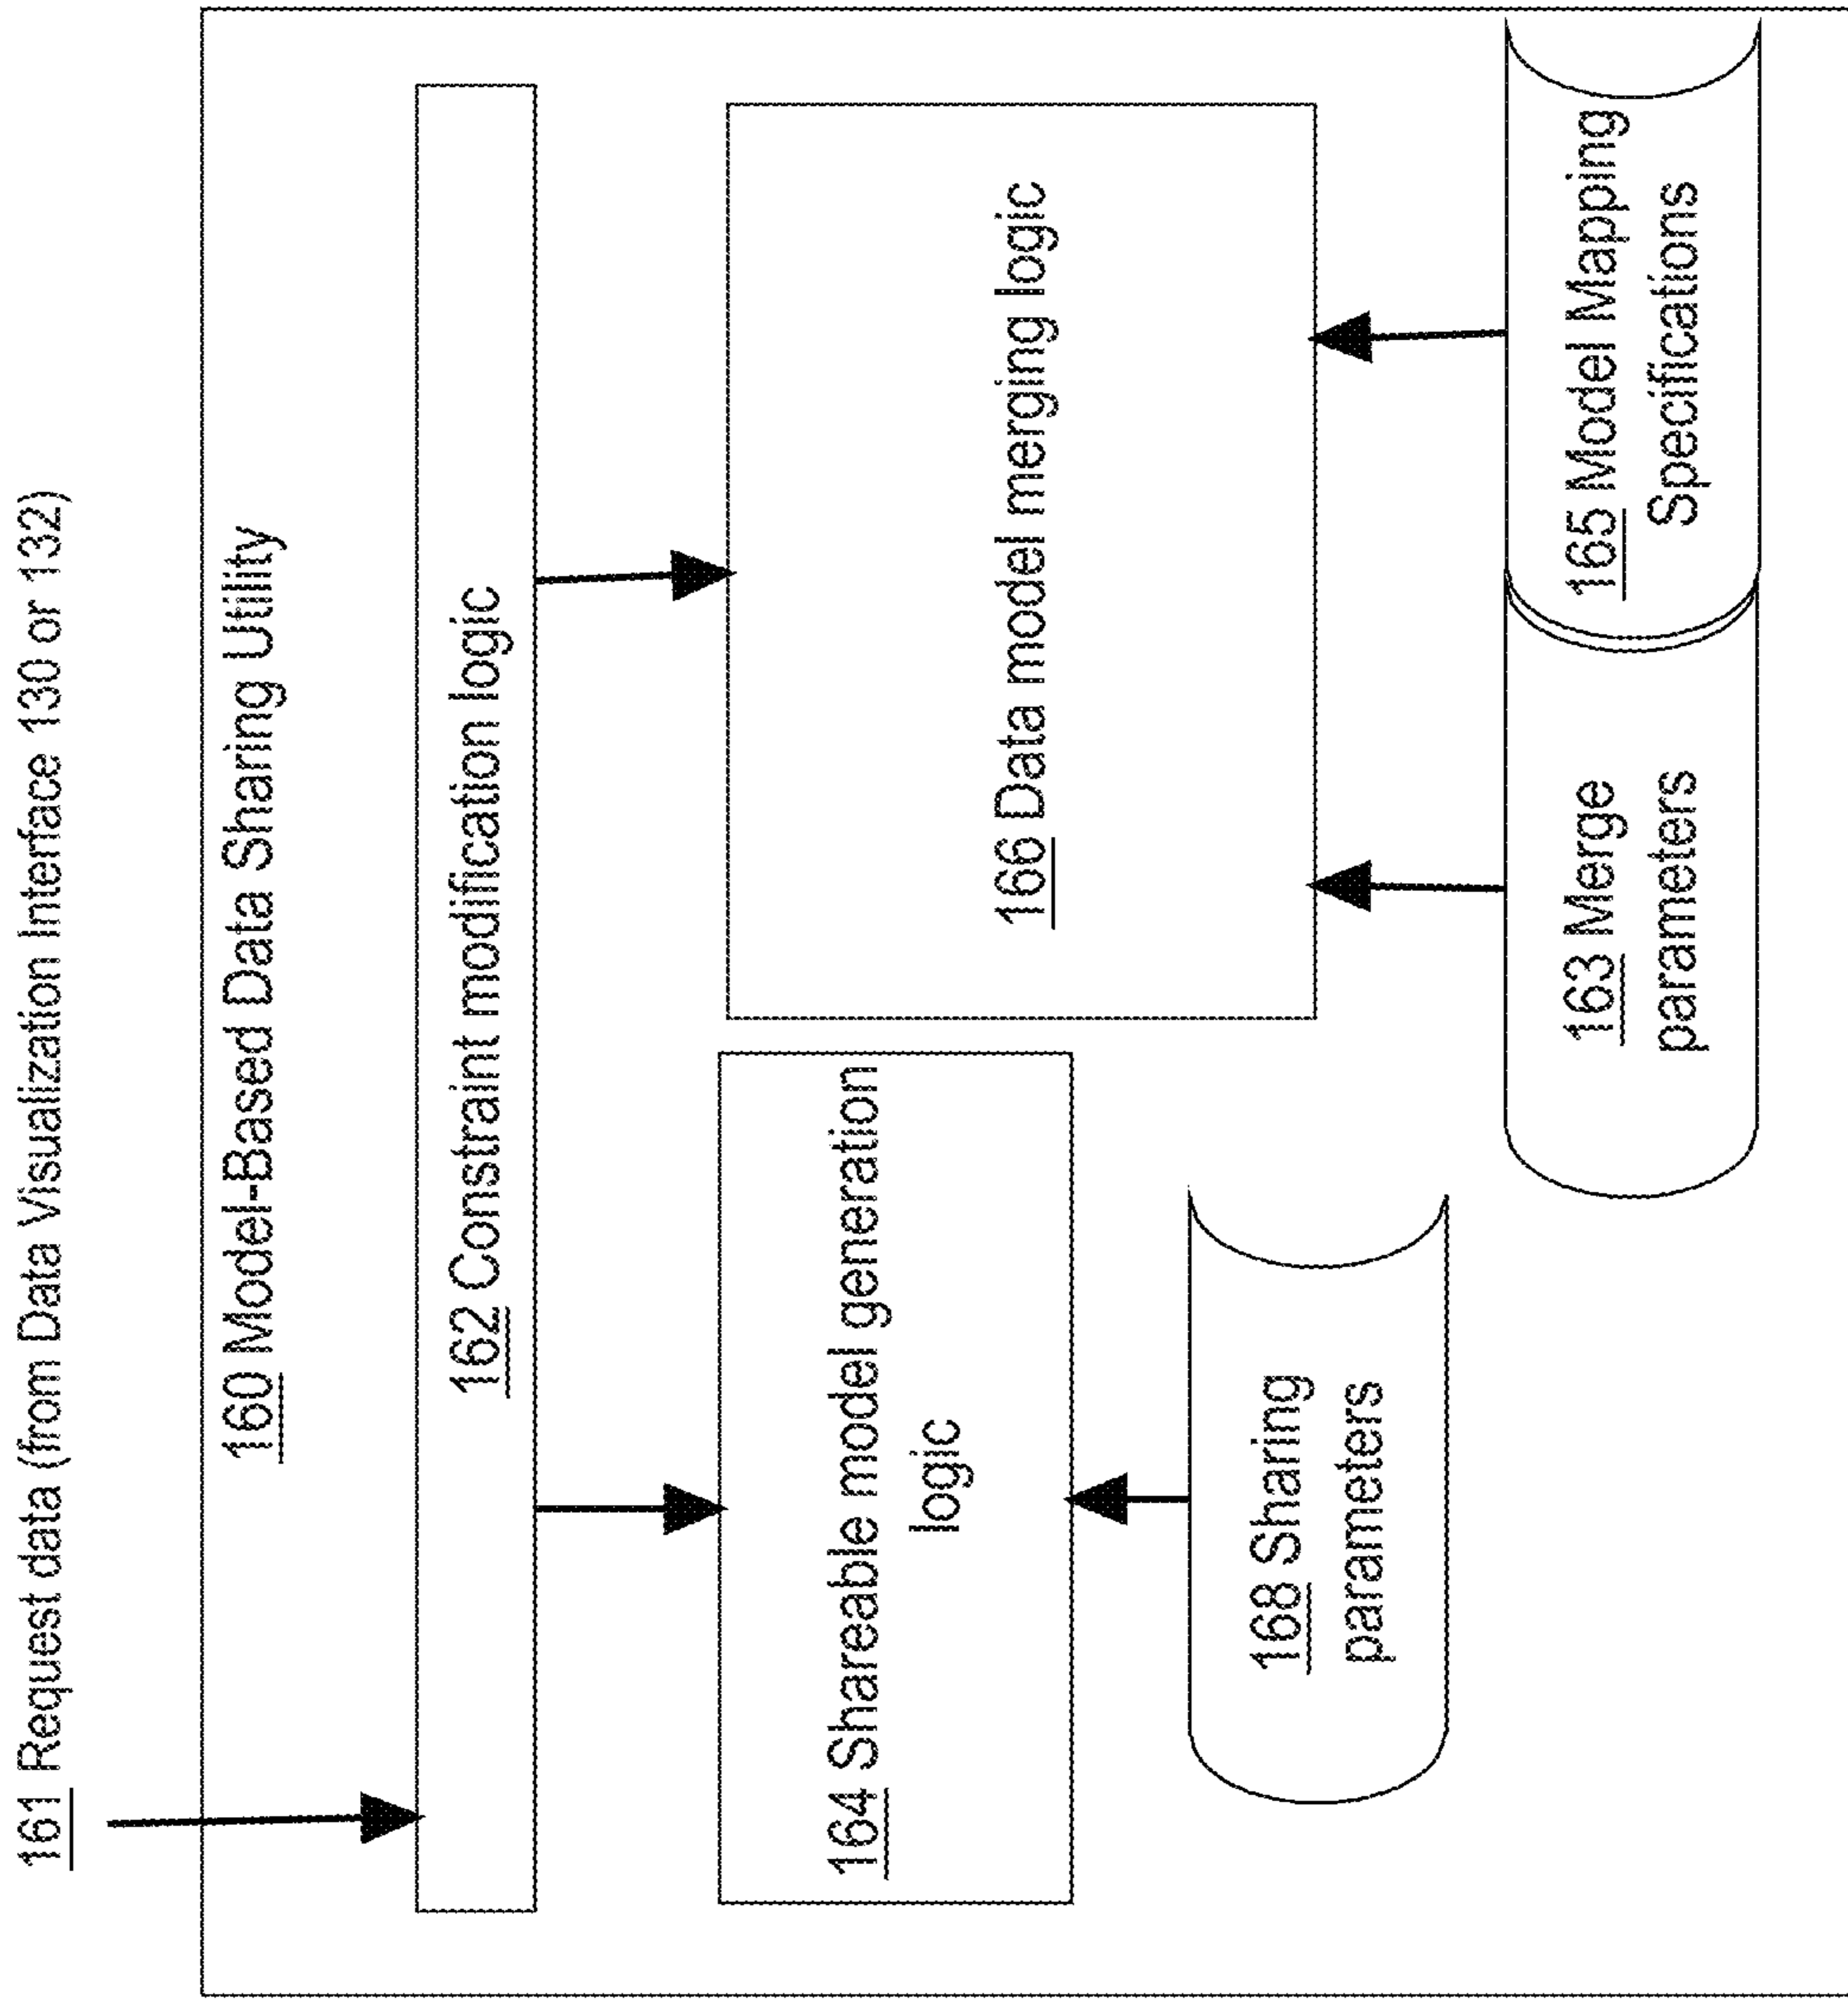 161 Request data (from Data Visualization Interface 130 or 132)
160 Model-Based Data Sharing Utility
162 Constraint modification logic
164 Shareable model generation
logic
166 Data model merging logic
168 Sharing
parameters
163 Merge
parameters
165 Model Mapping
Specifications